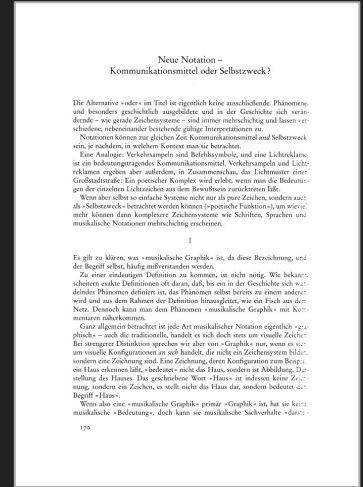 Neue Notation –
Kommunikationsmittel oder Selbstzweck?
Die Alternative »oder« im Titel ist eigentlich keine ausschließende. Phänomene,
und besonders geschichtlich ausgebildete und in der Geschichte sich verän-
dernde – wie gerade Zeichensysteme – sind immer mehrschichtig und lassen ver-
schiedene, nebeneinander bestehende gültige Interpretationen zu.
Notationen können zur gleichen Zeit Kommunikationsmittel und Selbstzweck
sein, je nachdem, in welchem Kontext man sie betrachtet.
Eine Analogie: Verkehrsampeln sind Befehlssymbole, und eine Lichtreklame
ist ein bedeutungstragendes Kommunikationsmittel. Verkehrsampeln und Licht-
reklamen ergeben aber außerdem, in Zusammenschau, das Lichtmuster einer
Großstadtstraße: Ein poetischer Komplex wird erlebt, wenn man die Bedeutun-
gen der einzelnen Lichtzeichen aus dem Bewußtsein zurücktreten läßt.
Wenn aber selbst so einfache Systeme nicht nur als pure Zeichen, sondern auch
als »Selbstzweck« betrachtet werden können (»poetische Funktion«), um wieviel
mehr können dann komplexere Zeichensysteme wie Schriften, Sprachen und
musikalische Notationen mehrschichtig erscheinen.
I
Es gilt zu klären, was »musikalische Graphik« ist, da diese Bezeichnung, und
der Begriff selbst, häufig mißverstanden werden.
Zu einer eindeutigen Definition zu kommen, ist nicht nötig. Wie bekannt,
scheitern exakte Definitionen oft daran, daß, bis ein in der Geschichte sich wan-
delndes Phänomen definiert ist, das Phänomen selbst bereits zu einem anderen
wird und aus dem Rahmen der Definition hinausgleitet, wie ein Fisch aus dem
Netz. Dennoch kann man dem Phänomen »musikalische Graphik« mit Kom-
mentaren näherkommen.
Ganz allgemein betrachtet ist jede Art musikalischer Notation eigentlich »gra-
phisch« – auch die traditionelle, handelt es sich doch stets um visuelle Zeichen.
Bei strengerer Distinktion sprechen wir aber von »Graphik« nur, wenn es sich
um visuelle Konfigurationen an sich handelt, die nicht ein Zeichensystem bilden,
sondern eine Zeichnung sind. Eine Zeichnung, deren Konfiguration zum Beispiel
ein Haus erkennen läßt, »bedeutet« nicht das Haus, sondern ist Abbildung, Dar-
stellung des Hauses. Das geschriebene Wort »Haus« ist indessen keine Zeich-
nung, sondern ein Zeichen, es stellt nicht das Haus dar, sondern bedeutet den
Begriff »Haus«.
Wenn also eine »musikalische Graphik« primär »Graphik« ist, hat sie keine
musikalische »Bedeutung«, doch kann sie musikalische Sachverhalte »darstel-
170